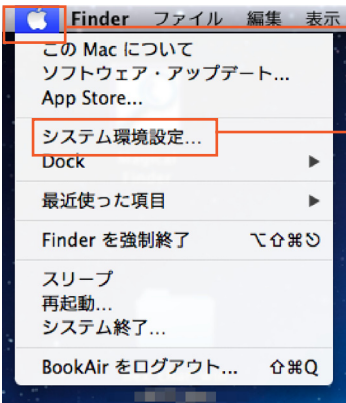 Finder ファイル 編集 表示
この Mac について
ソフトウェア・アップデート...
App Store...
システム環境設定...
Dock ▶
最近使った項目 ▶
Finder を強制終了 ⌥⇧⌘⎋
スリープ
再起動...
システム終了...
BookAir をログアウト... ⇧⌘Q